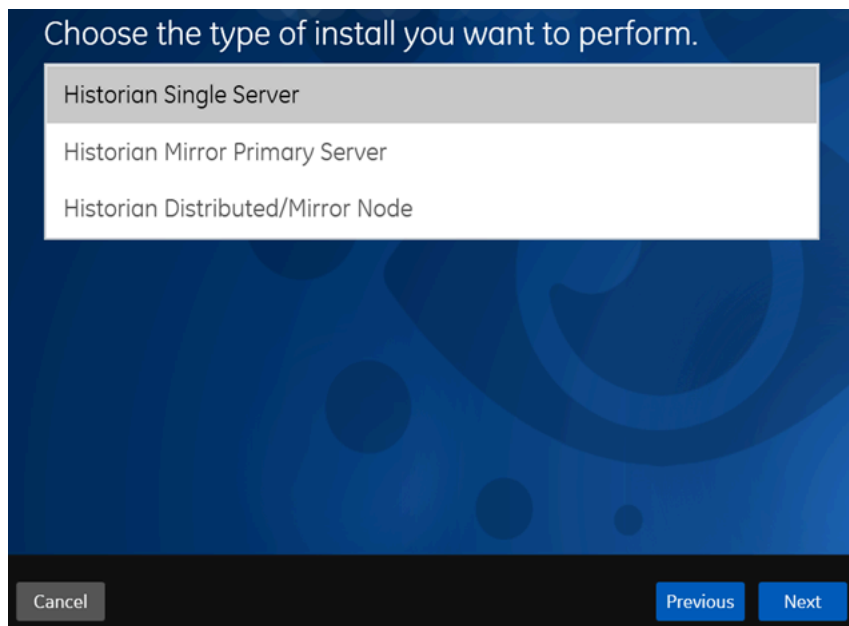 Choose the type of install you want to perform.
Historian Single Server
Historian Mirror Primary Server
Historian Distributed/Mirror Node
Cancel
Previous
Next